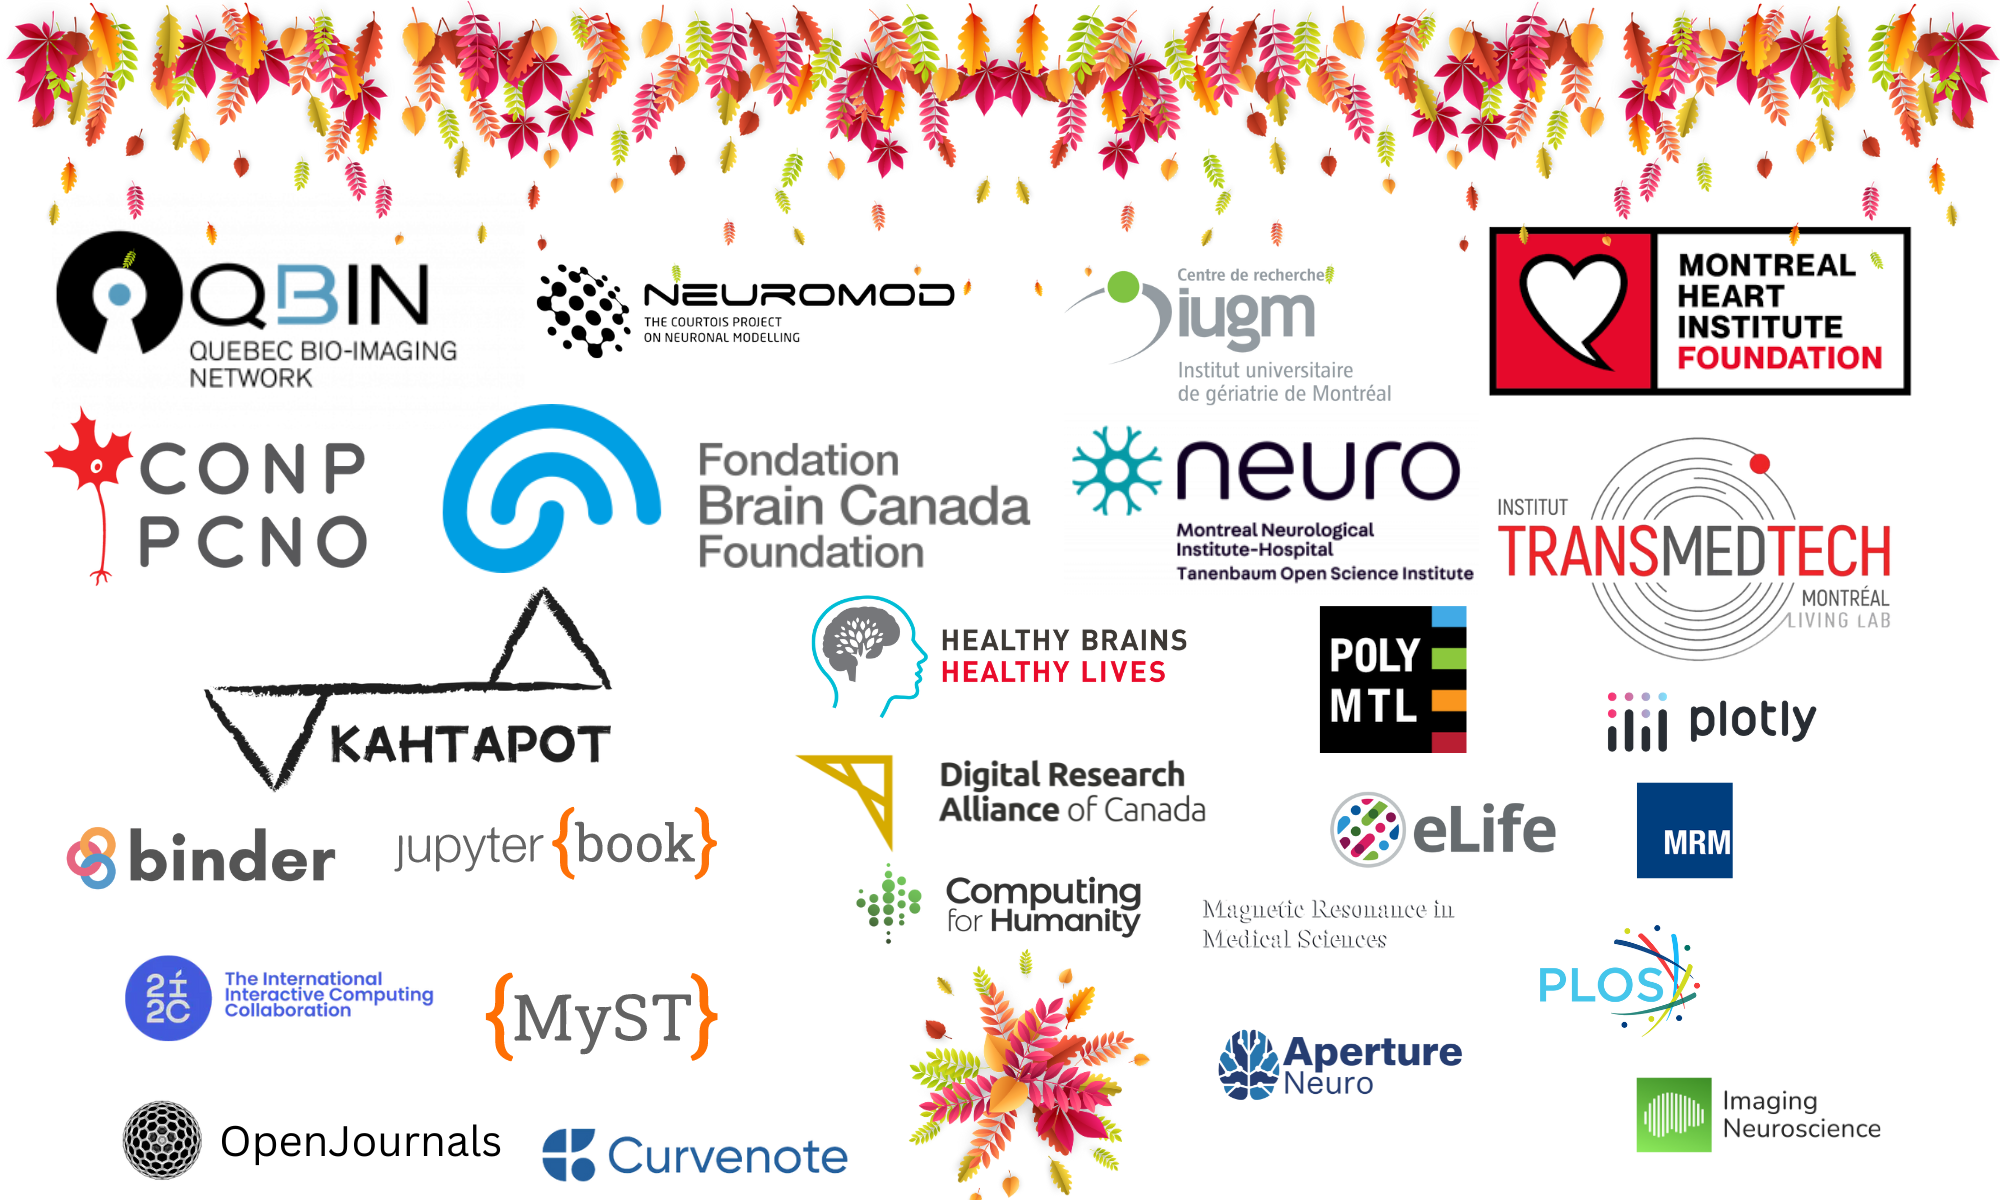 QBIN
QUEBEC BIO-IMAGING
NETWORK
NEUROMOD
THE COURTOIS PROJECT
ON NEURONAL MODELLING
Centre de recherche
iugm
Institut universitaire
de gériatrie de Montréal
MONTREAL
HEART
INSTITUTE
FOUNDATION
CONP
PCNO
Fondation
Brain Canada
Foundation
neuro
Montreal Neurological
Institute-Hospital
Tanenbaum Open Science Institute
INSTITUT
TRANSMEDTECH
MONTRÉAL
LIVING LAB
KAHTAPOT
HEALTHY BRAINS
HEALTHY LIVES
POLY
MTL
plotly
Digital Research
Alliance of Canada
binder
jupyter {book}
eLife
MRM
Computing
for Humanity
Magnetic Resonance in
Medical Sciences
2i
2C
The International
Interactive Computing
Collaboration
{MyST}
PLOS
Aperture
Neuro
OpenJournals
Curvenote
Imaging
Neuroscience